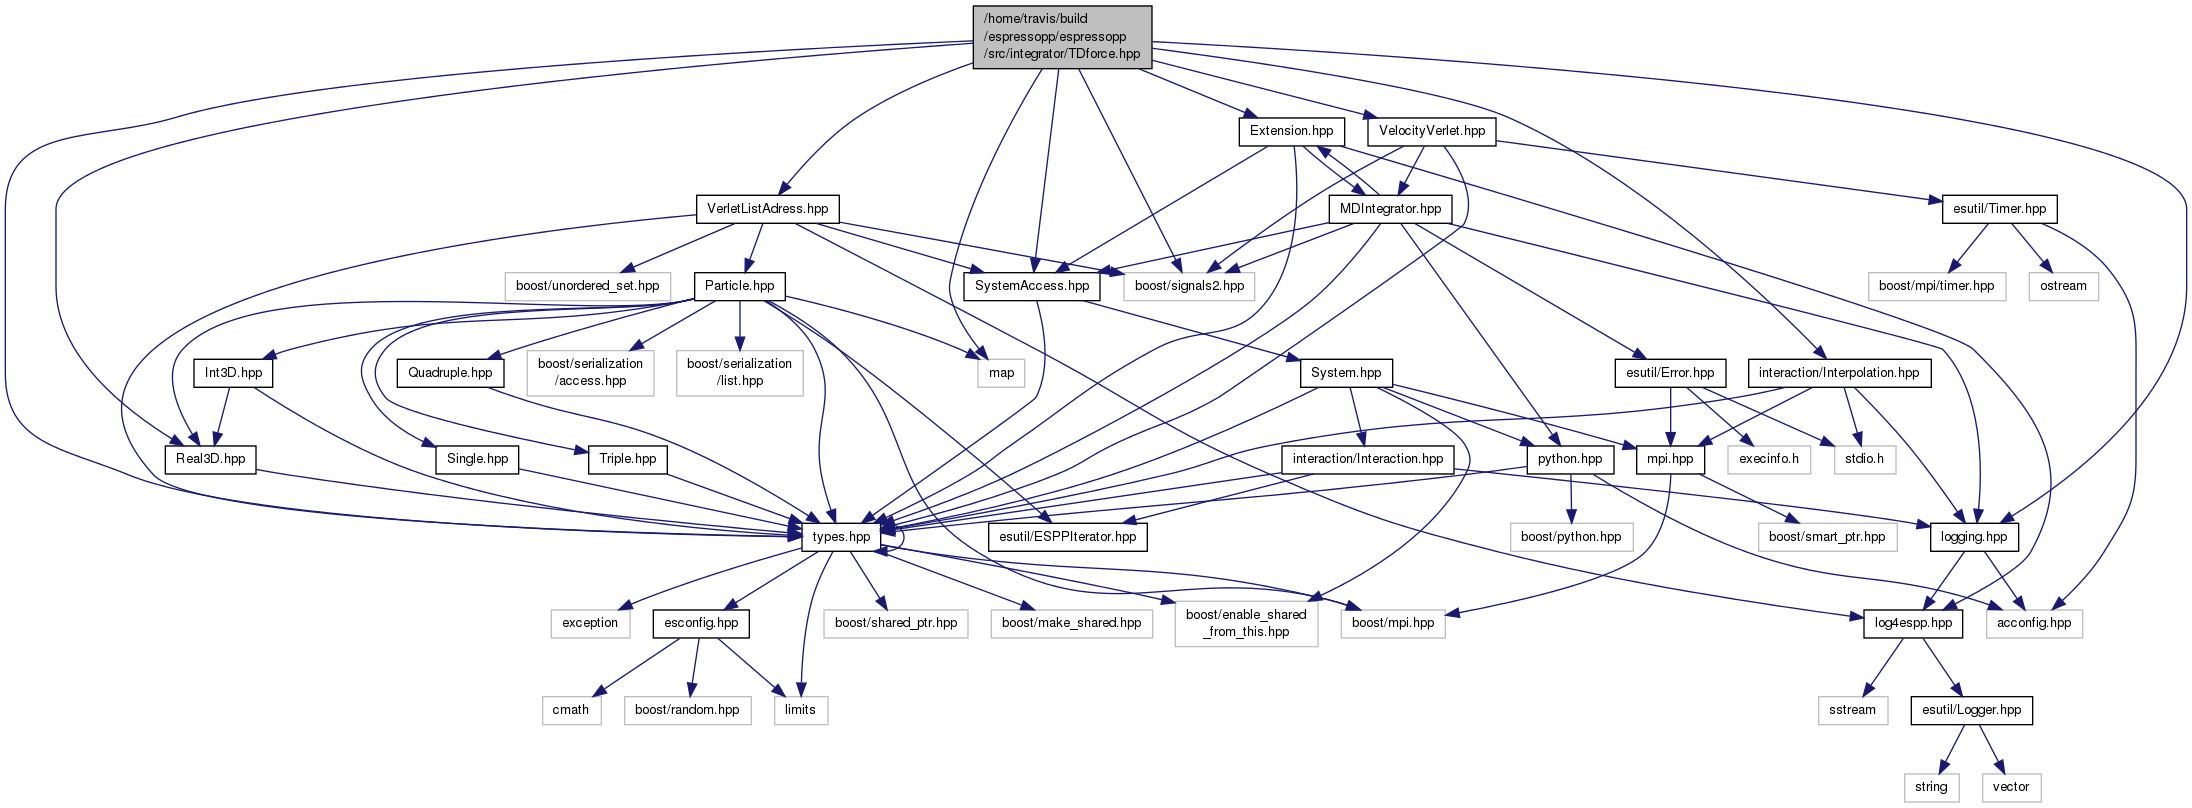 /home/travis/build
/espressopp/espressopp
/src/integrator/TDforce.hpp
Extension.hpp
VelocityVerlet.hpp
VerletListAdress.hpp
MDIntegrator.hpp
esutil/Timer.hpp
boost/unordered_set.hpp
Particle.hpp
SystemAccess.hpp
boost/signals2.hpp
boost/mpi/timer.hpp
ostream
Int3D.hpp
Quadruple.hpp
boost/serialization
/access.hpp
boost/serialization
/list.hpp
map
System.hpp
esutil/Error.hpp
interaction/Interpolation.hpp
Real3D.hpp
Single.hpp
Triple.hpp
interaction/Interaction.hpp
python.hpp
mpi.hpp
execinfo.h
stdio.h
types.hpp
esutil/ESPPIterator.hpp
boost/python.hpp
boost/smart_ptr.hpp
logging.hpp
exception
esconfig.hpp
boost/shared_ptr.hpp
boost/make_shared.hpp
boost/enable_shared
_from_this.hpp
boost/mpi.hpp
log4espp.hpp
acconfig.hpp
cmath
boost/random.hpp
limits
sstream
esutil/Logger.hpp
string
vector